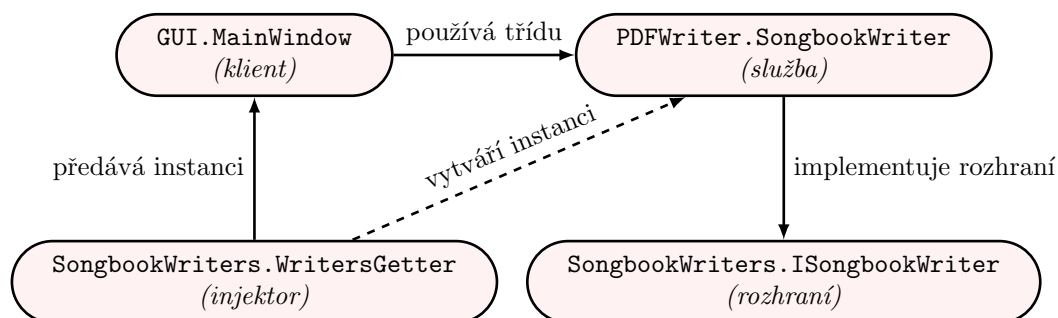 GUI.MainWindow
(klient)
používá třídu
PDFWriter.SongbookWriter
(služba)
předává instanci
vytváří instanci
implementuje rozhraní
SongbookWriters.WritersGetter
(injektor)
SongbookWriters.ISongbookWriter
(rozhraní)